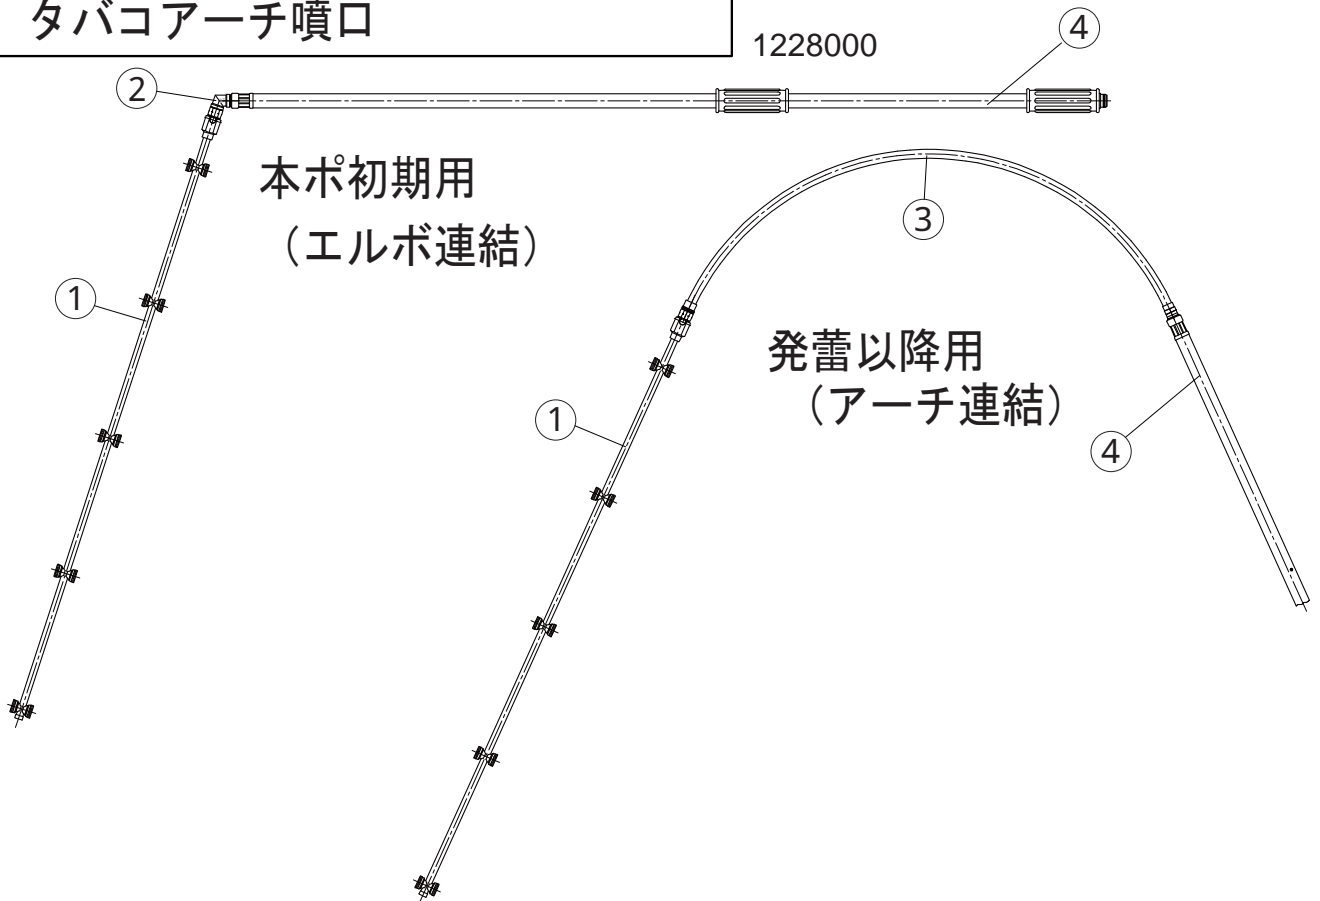 タバコアーチ噴口
1228000
④
②
本ポ初期用
（エルボ連結）
③
①
発蕾以降用
（アーチ連結）
①
④